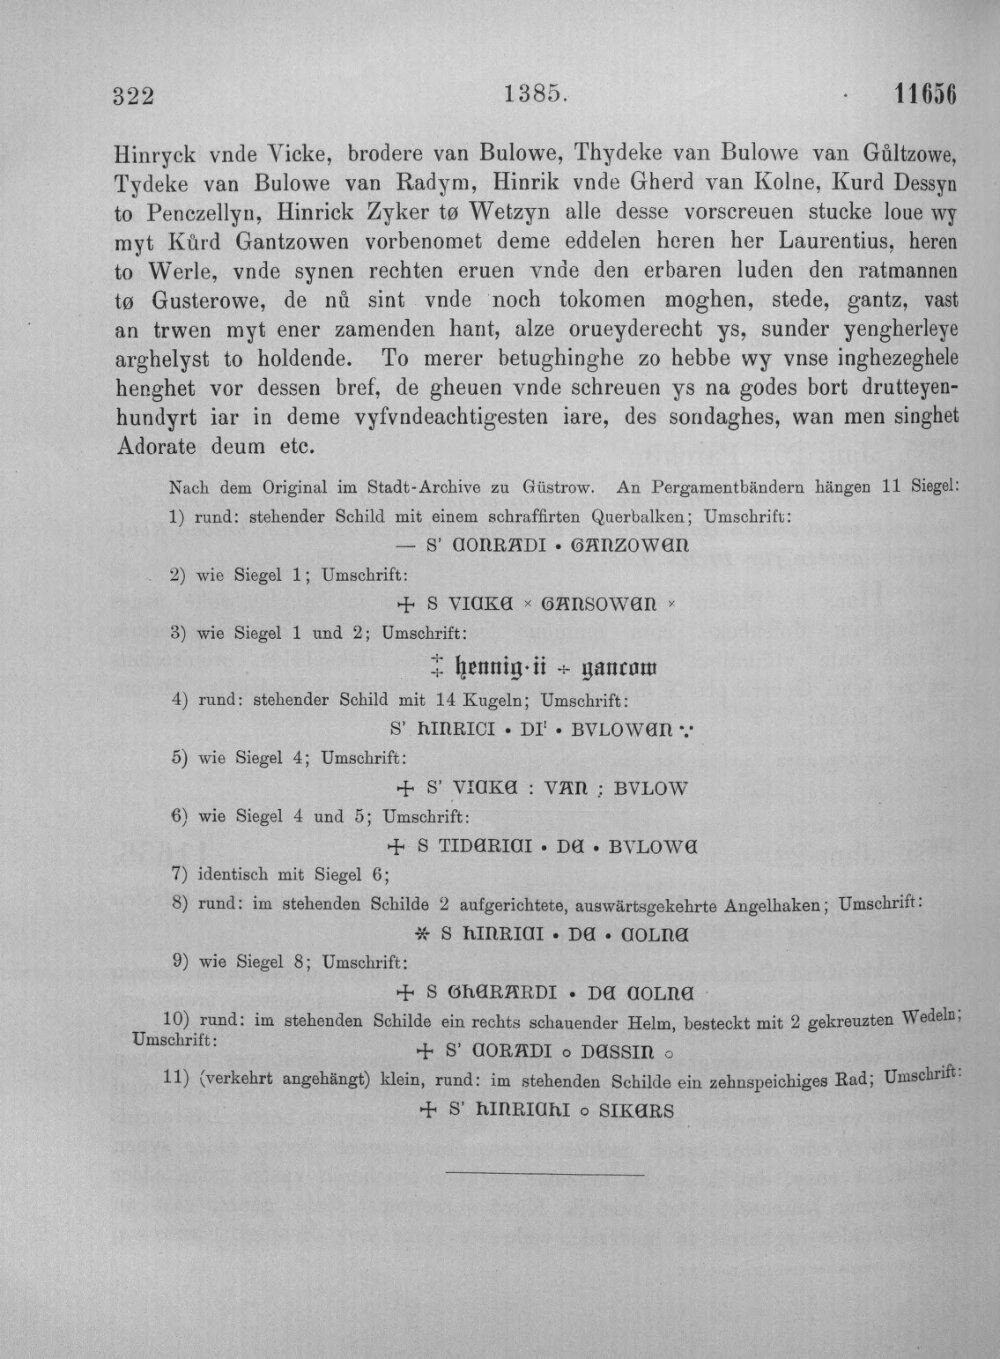 322 1385. 11656
Hinryck vnde Vicke, brodere van Bulowe, Thydeke van Bulowe van Gůltzowe,
Tydeke van Bulowe van Radym, Hinrik vnde Gherd van Kolne, Kurd Dessyn
to Penczellyn, Hinrick Zyker tø Wetzyn alle desse vorscreuen stucke loue wy
myt Kůrd Gantzowen vorbenomet deme eddelen heren her Laurentius, heren
to Werle, vnde synen rechten eruen vnde den erbaren luden den ratmannen
tø Gusterowe, de nů sint vnde noch tokomen moghen, stede, gantz, vast
an trwen myt ener zamenden hant, alze orueyderecht ys, sunder yengherleye
arghelyst to holdende. To merer betughinghe zo hebbe wy vnse inghezeghele
henghet vor dessen bref, de gheuen vnde schreuen ys na godes bort drutteyen-
hundyrt iar in deme vyfvndeachtigesten iare, des sondaghes, wan men singhet
Adorate deum etc.
Nach dem Original im Stadt-Archive zu Güstrow. An Pergamentbändern hängen 11 Siegel:
1) rund: stehender Schild mit einem schraffirten Querbalken; Umschrift:
— S' CONRADI • GANZOWEN
2) wie Siegel 1; Umschrift:
+ S VICKE × GANSOWEN ×
3) wie Siegel 1 und 2; Umschrift:
‡ hennig·ii ÷ gancow
4) rund: stehender Schild mit 14 Kugeln; Umschrift:
S' hINRICI • DI' • BVLOWEN ∵
5) wie Siegel 4; Umschrift:
+ S' VICKE : VAN : BVLOW
6) wie Siegel 4 und 5; Umschrift:
+ S TIDERICI • DE • BVLOWE
7) identisch mit Siegel 6;
8) rund: im stehenden Schilde 2 aufgerichtete, auswärtsgekehrte Angelhaken; Umschrift:
* S hINRICI • DE • COLNE
9) wie Siegel 8; Umschrift:
+ S GhERARDI • DE COLNE
10) rund: im stehenden Schilde ein rechts schauender Helm, besteckt mit 2 gekreuzten Wedeln;
Umschrift:
+ S' CORADI o DESSIN o
11) (verkehrt angehängt) klein, rund: im stehenden Schilde ein zehnspeichiges Rad; Umschrift:
+ S' hINRIChI o SIKERS